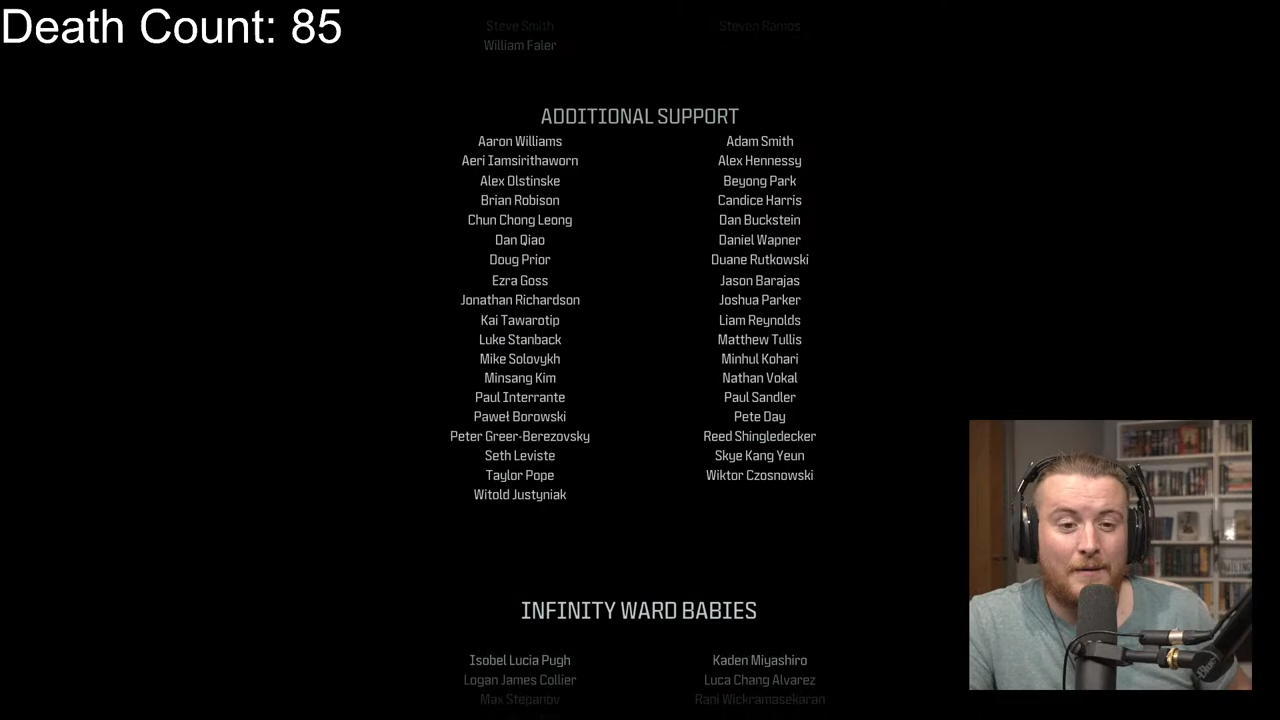 Death Count: 85
Steve Smith Steven Ramos
William Faler
ADDITIONAL SUPPORT
Aaron Williams Adam Smith
Aeri Iamsirithaworn Alex Hennessy
Alex Olstinske Beyong Park
Brian Robison Candice Harris
Chun Chong Leong Dan Buckstein
Dan Qiao Daniel Wapner
Doug Prior Duane Rutkowski
Ezra Goss Jason Barajas
Jonathan Richardson Joshua Parker
Kai Tawarotip Liam Reynolds
Luke Stanback Matthew Tullis
Mike Solovykh Minhul Kohari
Minsang Kim Nathan Vokal
Paul Interrante Paul Sandler
Paweł Borowski Pete Day
Peter Greer-Berezovsky Reed Shingledecker
Seth Leviste Skye Kang Yeun
Taylor Pope Wiktor Czosnowski
Witold Justyniak
INFINITY WARD BABIES
Isobel Lucia Pugh Kaden Miyashiro
Logan James Collier Luca Chang Alvarez
Max Stepanov Rani Wickramasekaran